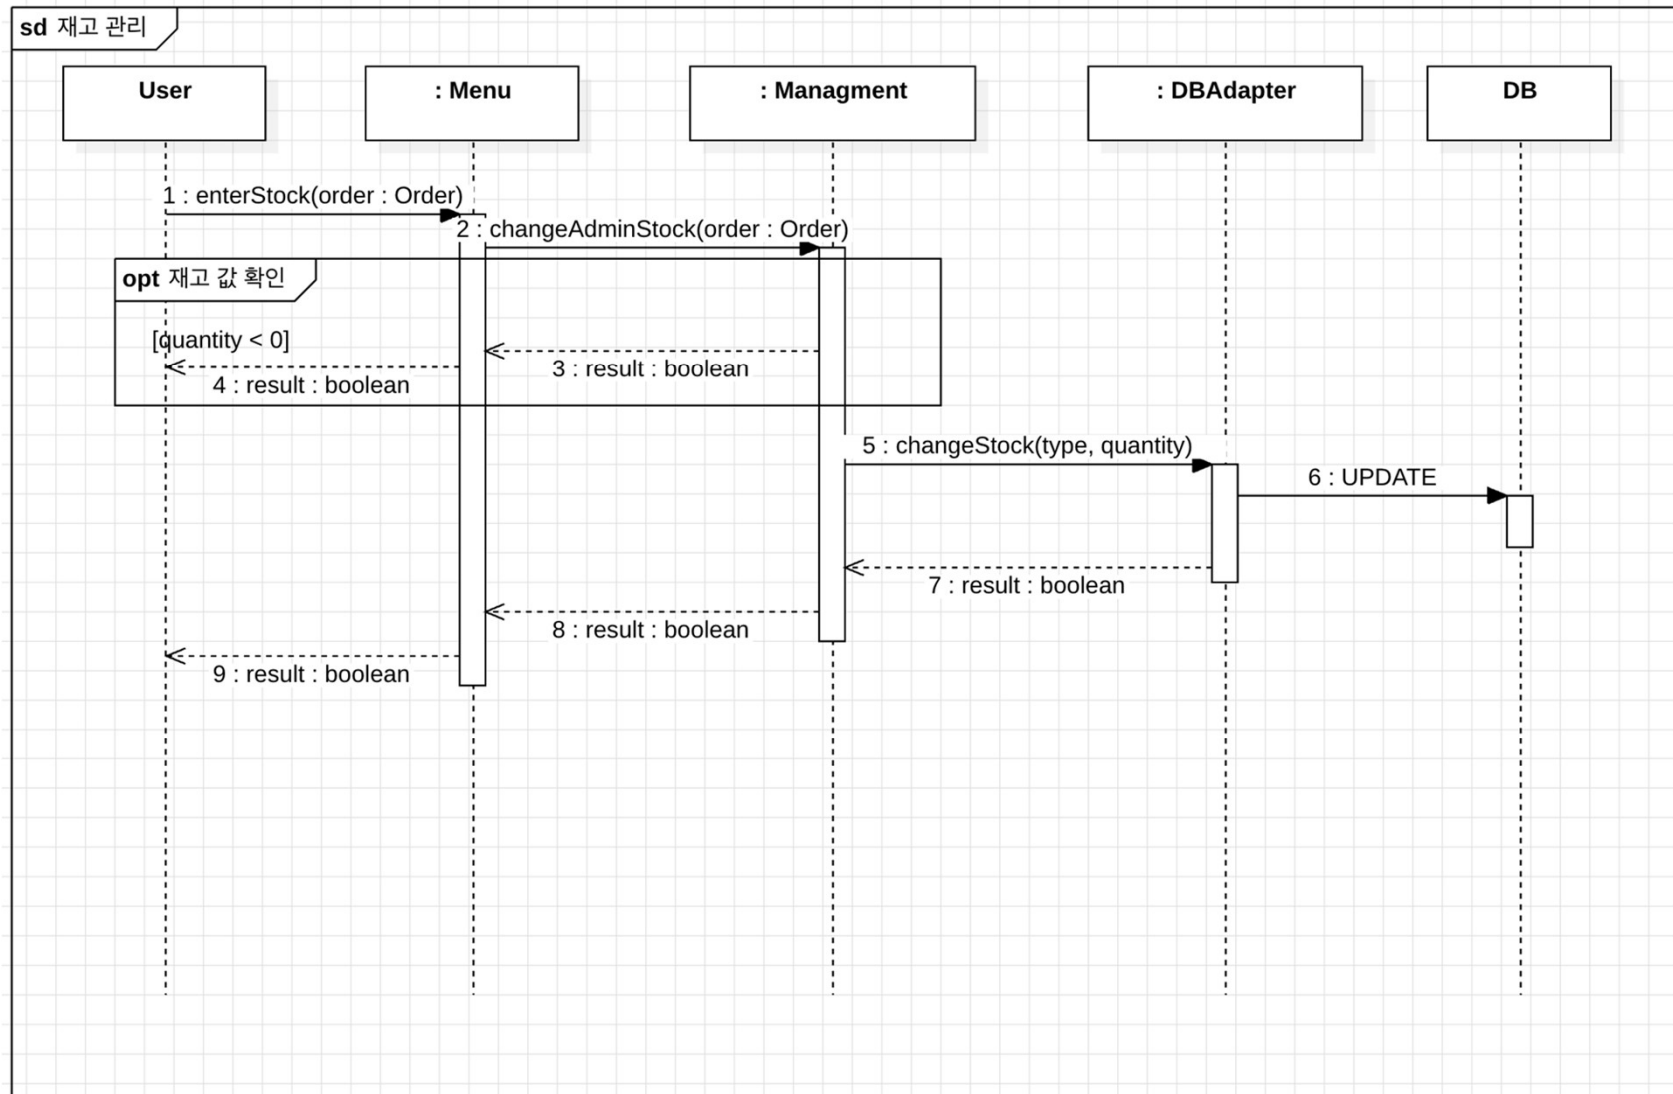 sd 재고 관리
User
: Menu
: Managment
: DBAdapter
DB
1 : enterStock(order : Order)
2 : changeAdminStock(order : Order)
opt 재고 값 확인
[quantity < 0]
3 : result : boolean
4 : result : boolean
5 : changeStock(type, quantity)
6 : UPDATE
7 : result : boolean
8 : result : boolean
9 : result : boolean